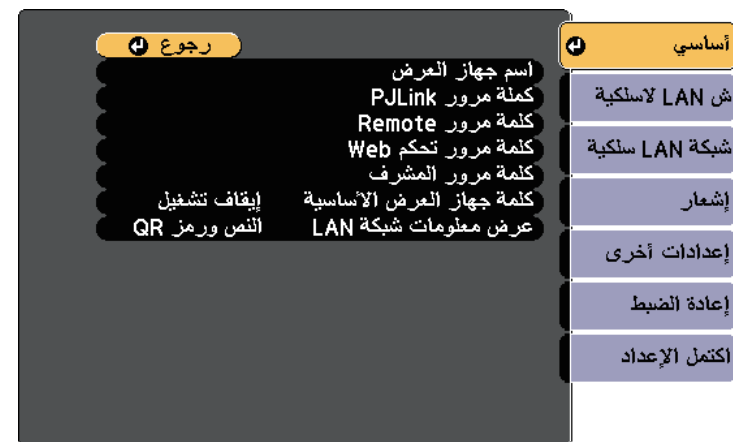 أساسي
ش LAN لاسلكية
شبكة LAN سلكية
إشعار
إعدادات أخرى
إعادة الضبط
اكتمل الإعداد
رجوع
اسم جهاز العرض
كملة مرور PJLink
كلمة مرور Remote
كلمة مرور تحكم Web
كلمة مرور المشرف
كلمة جهاز العرض الأساسية إيقاف تشغيل
عرض معلومات شبكة LAN النص ورمز QR